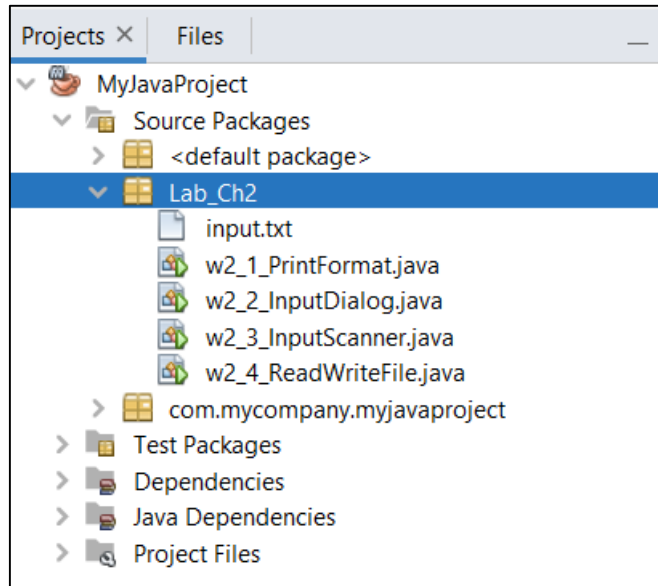 Projects Files
MyJavaProject
Source Packages
<default package>
Lab_Ch2
input.txt
w2_1_PrintFormat.java
w2_2_InputDialog.java
w2_3_InputScanner.java
w2_4_ReadWriteFile.java
com.mycompany.myjavaproject
Test Packages
Dependencies
Java Dependencies
Project Files